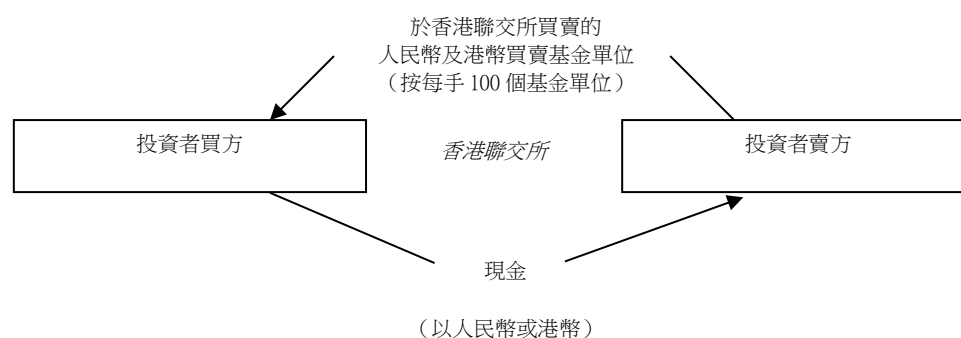 於香港聯交所買賣的
人民幣及港幣買賣基金單位
（按每手 100 個基金單位）
投資者買方
香港聯交所
投資者賣方
現金
（以人民幣或港幣）